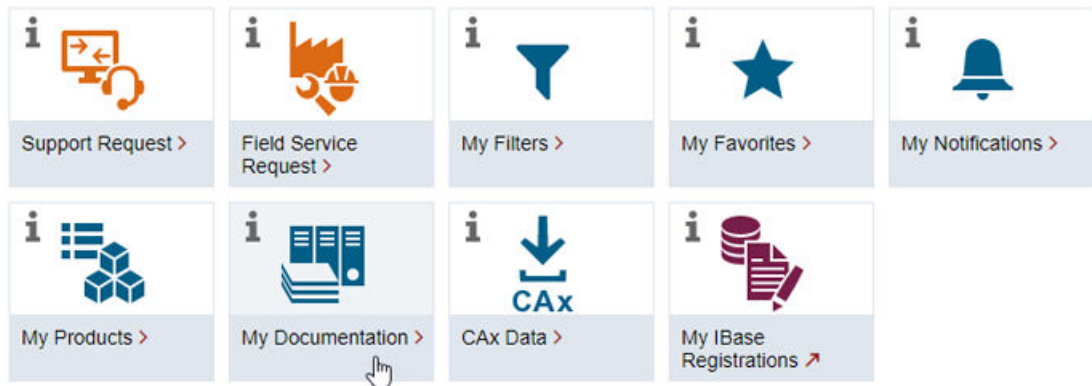 Support Request >
Field Service
Request >
My Filters >
My Favorites >
My Notifications >
My Products >
My Documentation >
CAx
CAx Data >
My IBase
Registrations ↗